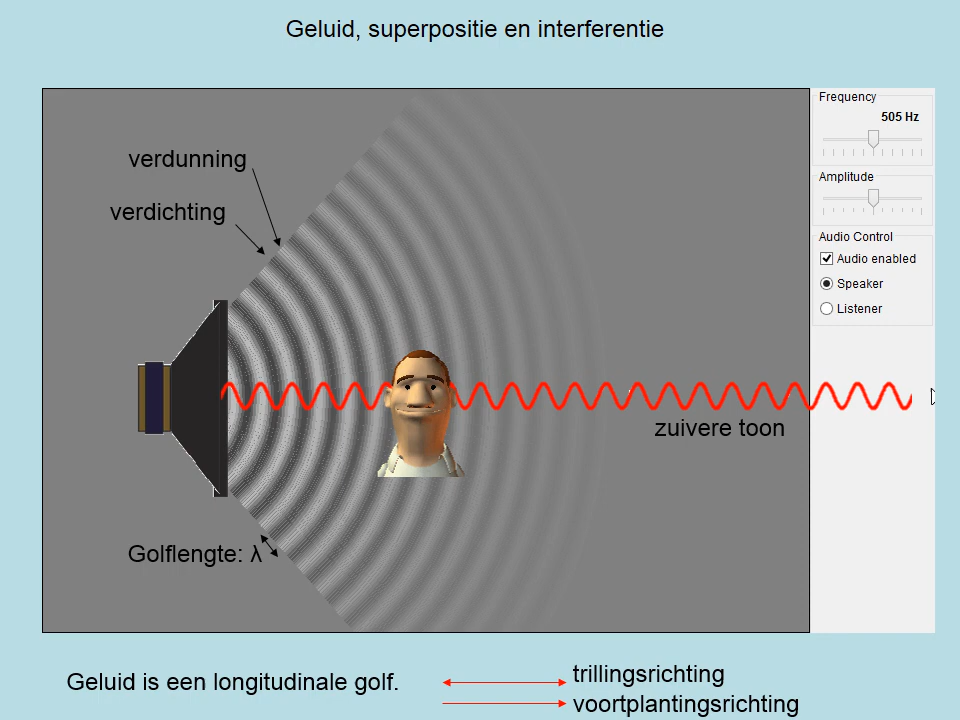 Geluid, superpositie en interferentie
verdunning
verdichting
Frequency
505 Hz
Amplitude
Audio Control
Audio enabled
Speaker
Listener
zuivere toon
Golflengte: λ
Geluid is een longitudinale golf.
trillingsrichting
voortplantingsrichting